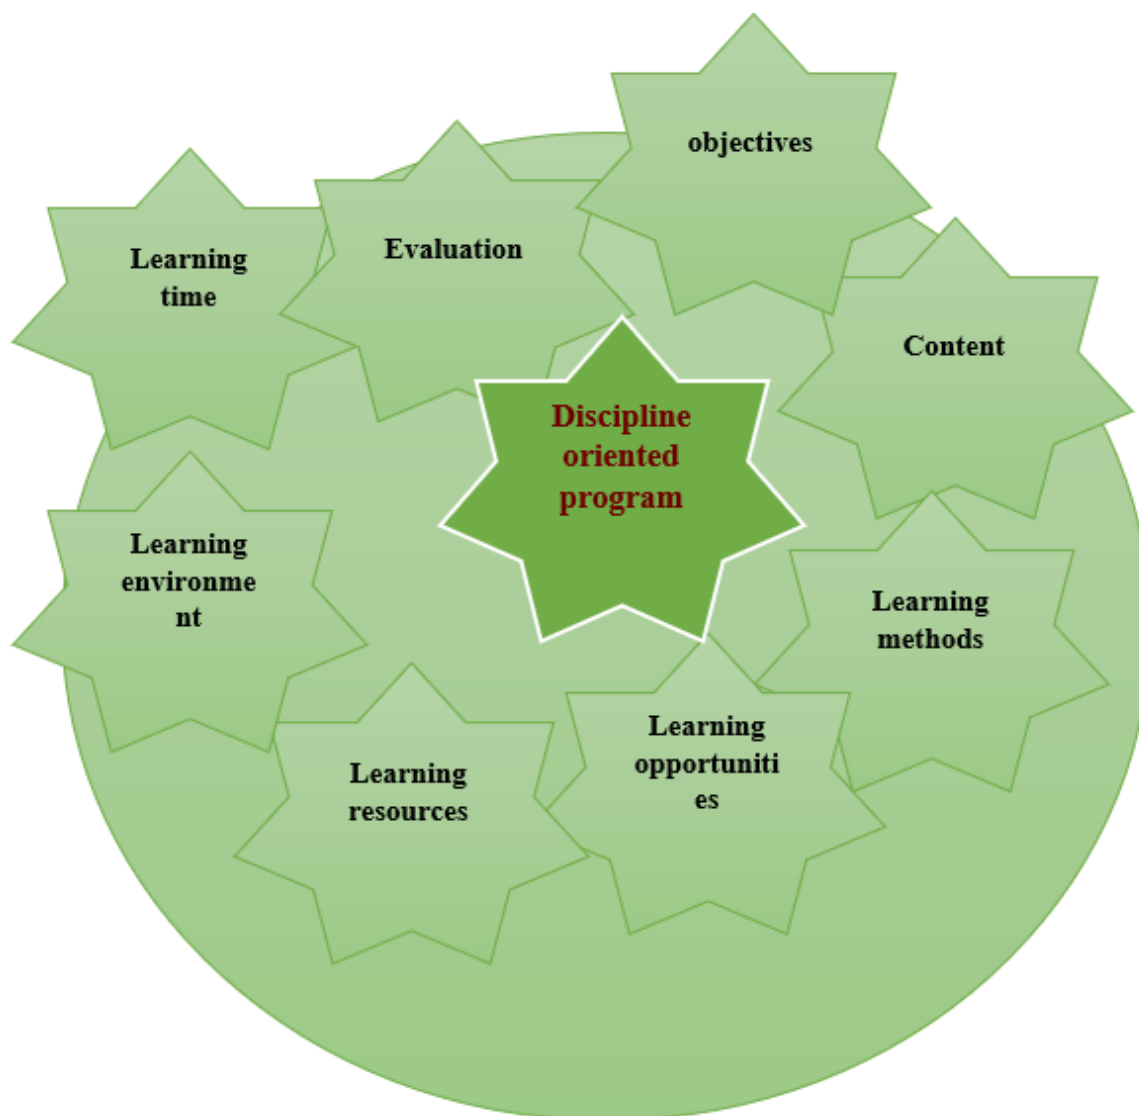 objectives
Evaluation
Learning
time
Content
Discipline
oriented
program
Learning
environme
nt
Learning
methods
Learning
opportuniti
es
Learning
resources